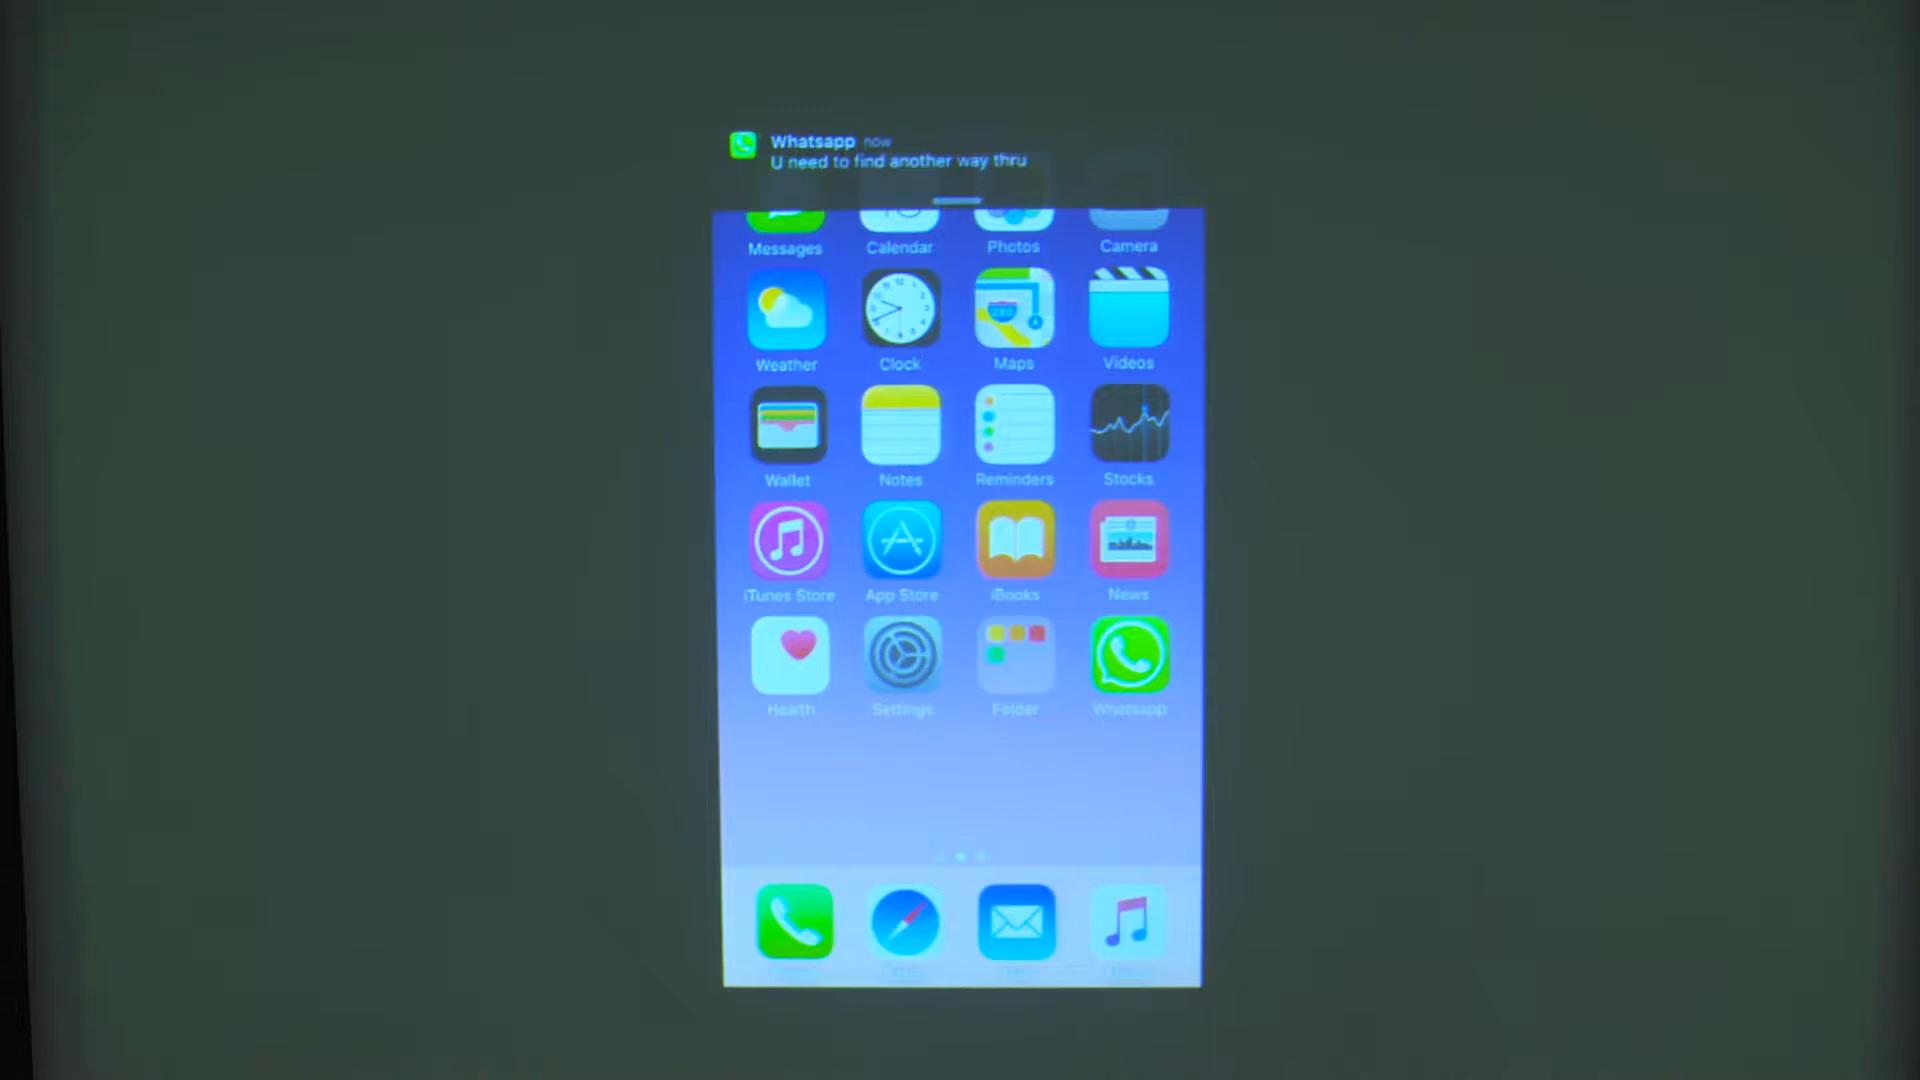 Whatsapp now
U need to find another way thru
Messages Calendar Photos Camera
Weather Clock Maps Videos
Wallet Notes Reminders Stocks
iTunes Store App Store iBooks News
Health Settings Folder Whatsapp